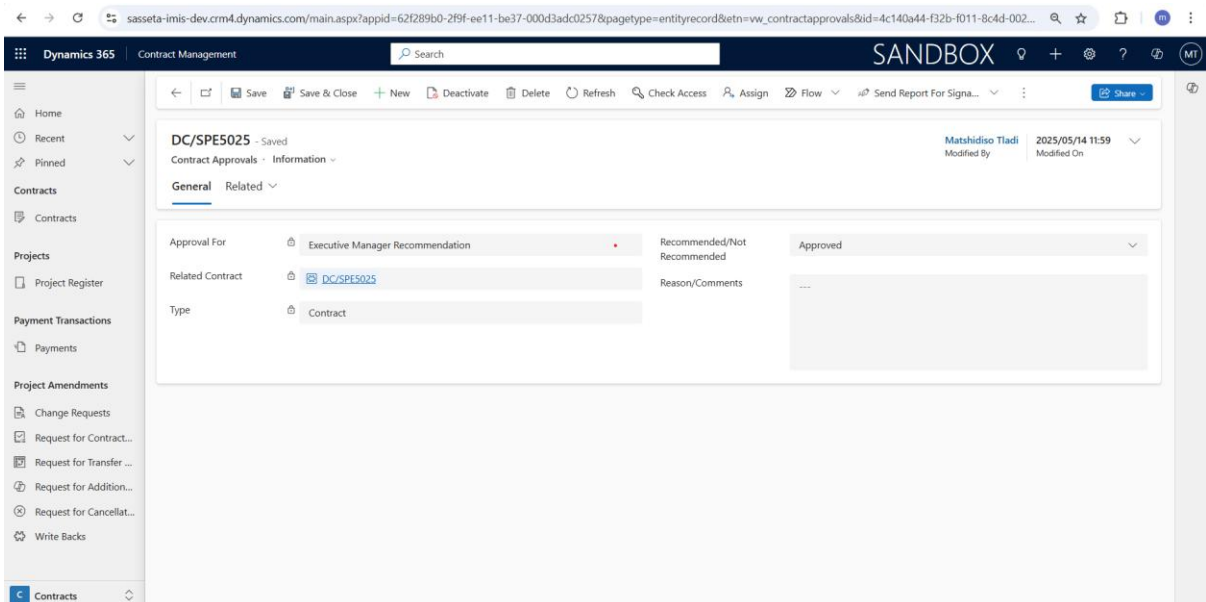 sasseta-imis-dev.crm4.dynamics.com/main.aspx?appid=62f289b0-2f9f-ee11-be37-000d3adc0257&pagetype=entityrecord&etn=vw_contractapprovals&id=4c140a44-f32b-f011-8c4d-002...
m
Dynamics 365 Contract Management Search SANDBOX MT
Save Save & Close New Deactivate Delete Refresh Check Access Assign Flow Send Report For Signa... Share
Home
Recent
Pinned
Contracts
Contracts
Projects
Project Register
Payment Transactions
Payments
Project Amendments
Change Requests
Request for Contract...
Request for Transfer ...
Request for Addition...
Request for Cancellat...
Write Backs
C Contracts
DC/SPE5025 - Saved
Contract Approvals · Information
Matshidiso Tladi 2025/05/14 11:59
Modified By Modified On
General Related
Approval For Executive Manager Recommendation
Related Contract DC/SPE5025
Type Contract
Recommended/Not Recommended Approved
Reason/Comments ---